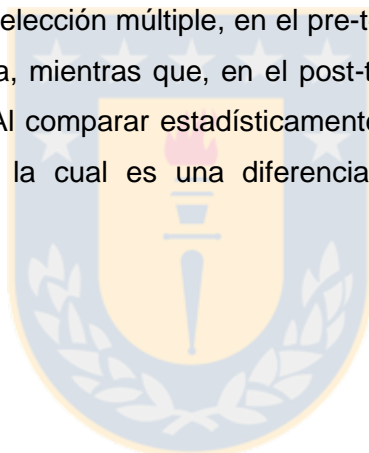 elección múltiple, en el pre-t
a, mientras que, en el post-t
Al comparar estadísticamente
la cual es una diferencia